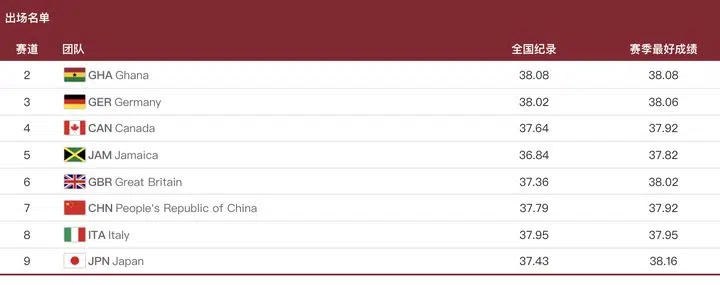 出场名单
赛道 团队 全国纪录 赛季最好成绩
2 GHA Ghana 38.08 38.08
3 GER Germany 38.02 38.06
4 CAN Canada 37.64 37.92
5 JAM Jamaica 36.84 37.82
6 GBR Great Britain 37.36 38.02
7 CHN People's Republic of China 37.79 37.92
8 ITA Italy 37.95 37.95
9 JPN Japan 37.43 38.16